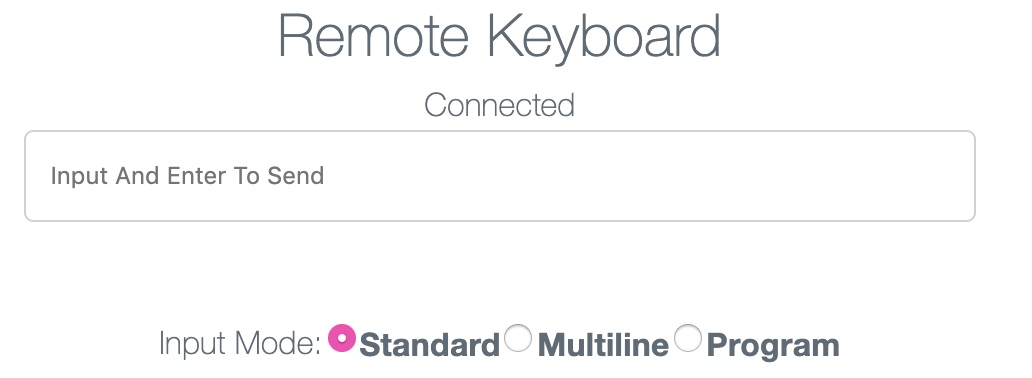 Remote Keyboard
Connected
Input And Enter To Send
Input Mode: Standard Multiline Program